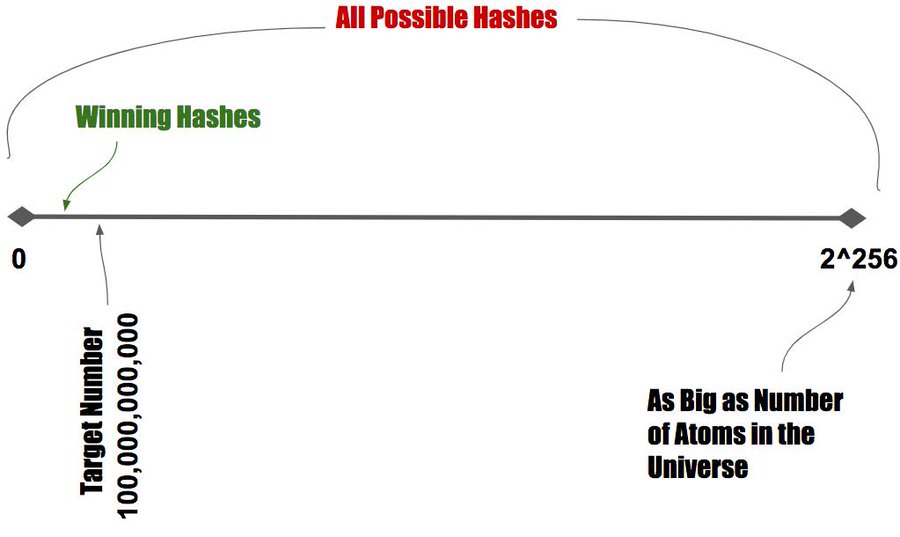 All Possible Hashes
Winning Hashes
0
2^256
Target Number
100,000,000,000
As Big as Number
of Atoms in the
Universe